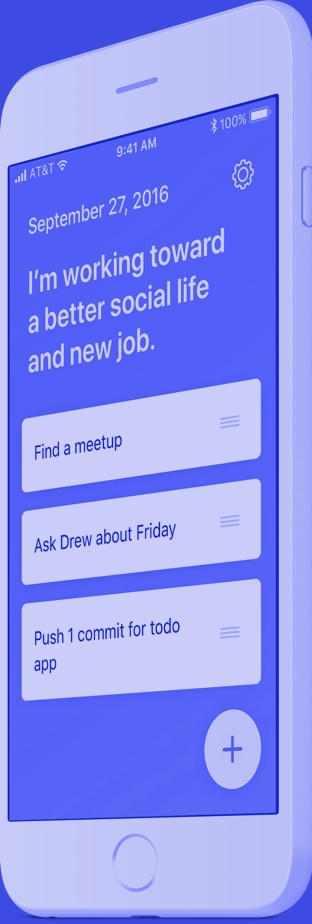 AT&T 9:41 AM 100%
September 27, 2016
I'm working toward
a better social life
and new job.
Find a meetup
Ask Drew about Friday
Push 1 commit for todo
app